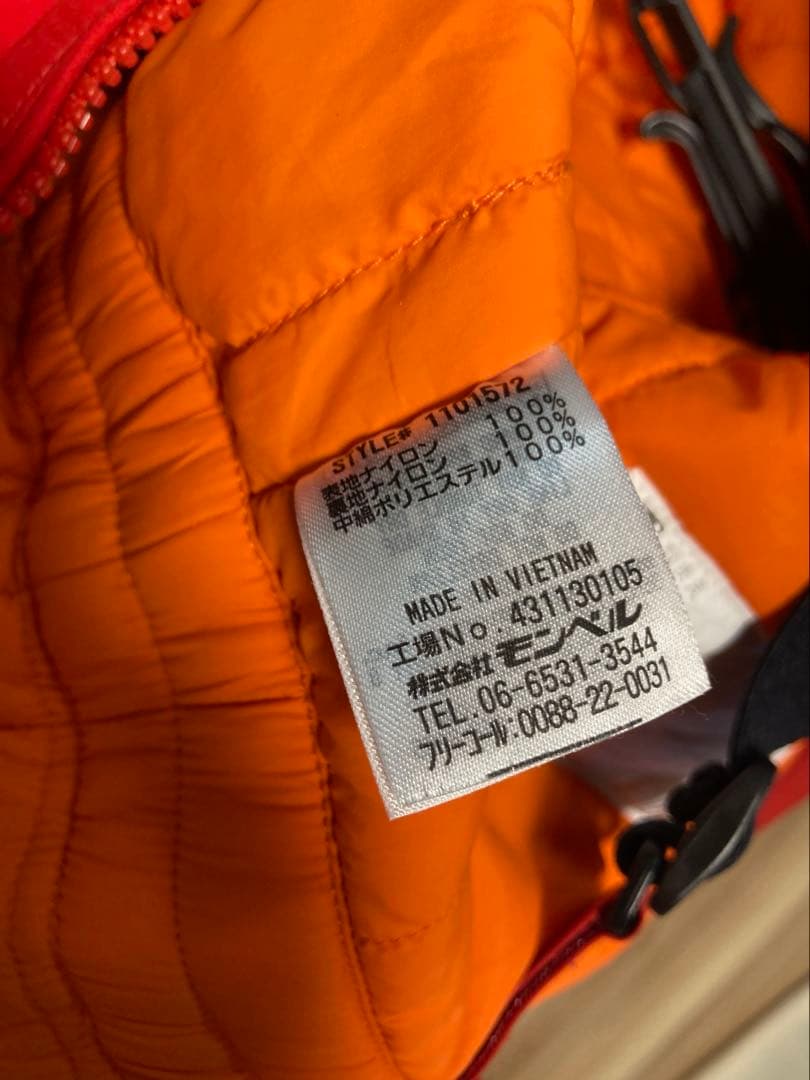 STYLE# 1101572
表地ナイロン 100%
裏地ナイロン 100%
中綿ポリエステル100%
MADE IN VIETNAM
工場No.431130105
株式会社 モンベル
TEL.06-6531-3544
フリーコール:0088-22-0031